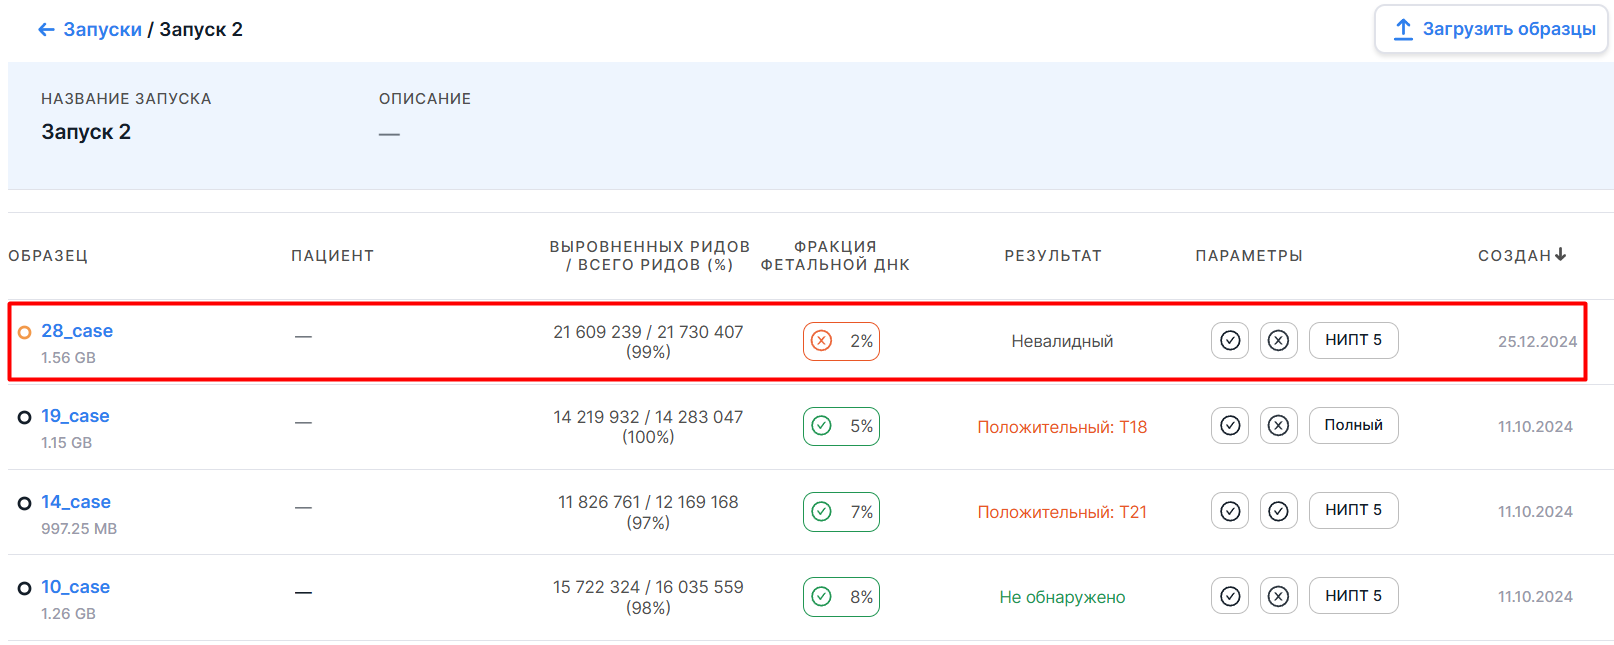 ← Запуски / Запуск 2
Загрузить образцы
НАЗВАНИЕ ЗАПУСКА
ОПИСАНИЕ
Запуск 2
—
ОБРАЗЕЦ
ПАЦИЕНТ
ВЫРОВНЕННЫХ РИДОВ
/ ВСЕГО РИДОВ (%)
ФРАКЦИЯ
ФЕТАЛЬНОЙ ДНК
РЕЗУЛЬТАТ
ПАРАМЕТРЫ
СОЗДАН↓
28_case
1.56 GB
—
21 609 239 / 21 730 407
(99%)
2%
Невалидный
НИПТ 5
25.12.2024
19_case
1.15 GB
—
14 219 932 / 14 283 047
(100%)
5%
Положительный: T18
Полный
11.10.2024
14_case
997.25 MB
—
11 826 761 / 12 169 168
(97%)
7%
Положительный: T21
НИПТ 5
11.10.2024
10_case
1.26 GB
—
15 722 324 / 16 035 559
(98%)
8%
Не обнаружено
НИПТ 5
11.10.2024